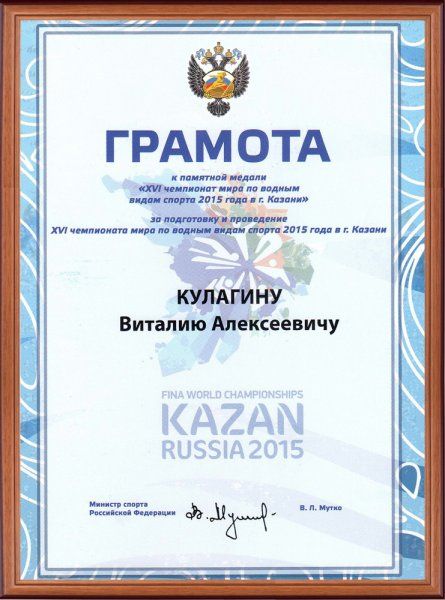 ГРАМОТА
к памятной медали
«XVI чемпионат мира по водным
видам спорта 2015 года в г. Казани»
за подготовку и проведение
XVI чемпионата мира по водным видам спорта 2015 года в г. Казани
КУЛАГИНУ
Виталию Алексеевичу
FINA WORLD CHAMPIONSHIPS
KAZAN
RUSSIA 2015
Министр спорта
Российской Федерации
В. Л. Мутко